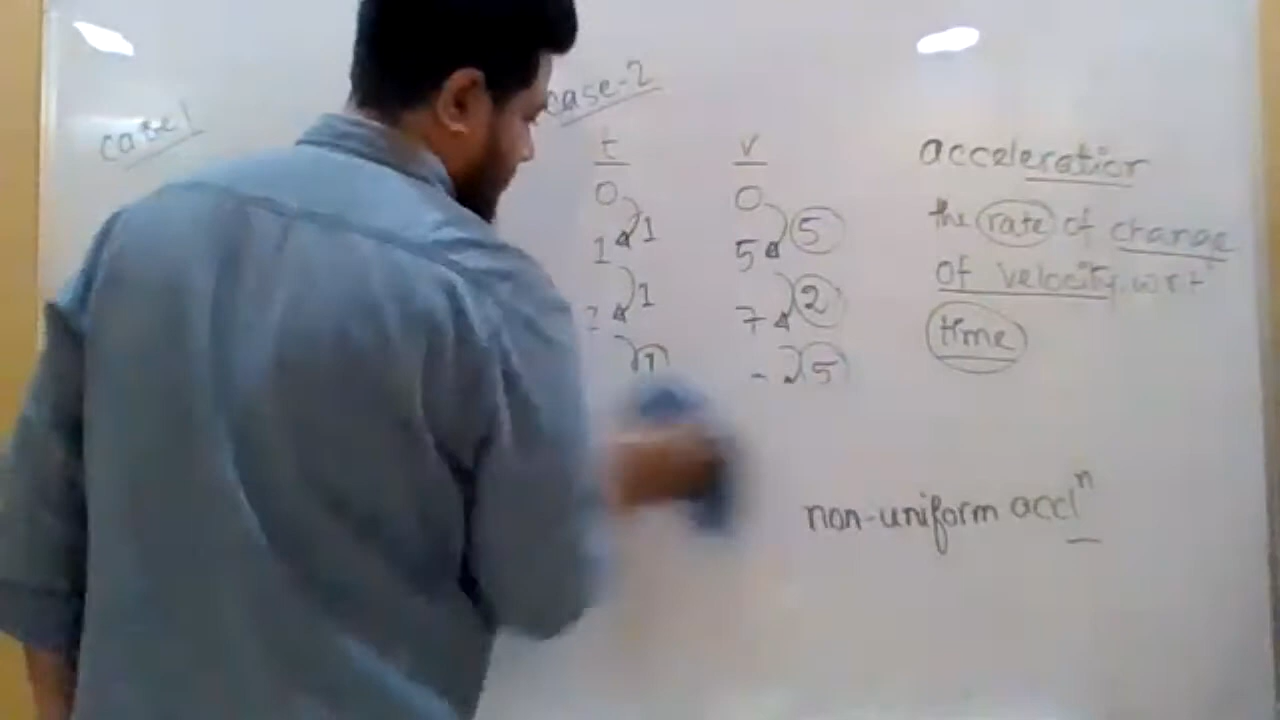 case 1
case-2
t v
0 0
1 5
1 5
1 2
7
1 5
acceleration
the rate of change
of velocity w.r.t
time
non-uniform accl^n